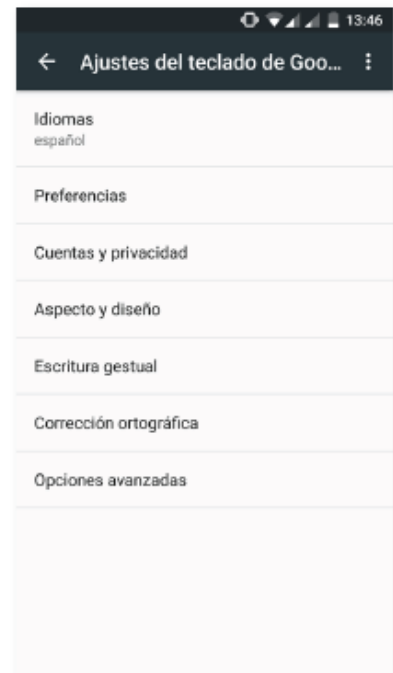 13:46
Ajustes del teclado de Goo...
Idiomas
español
Preferencias
Cuentas y privacidad
Aspecto y diseño
Escritura gestual
Corrección ortográfica
Opciones avanzadas